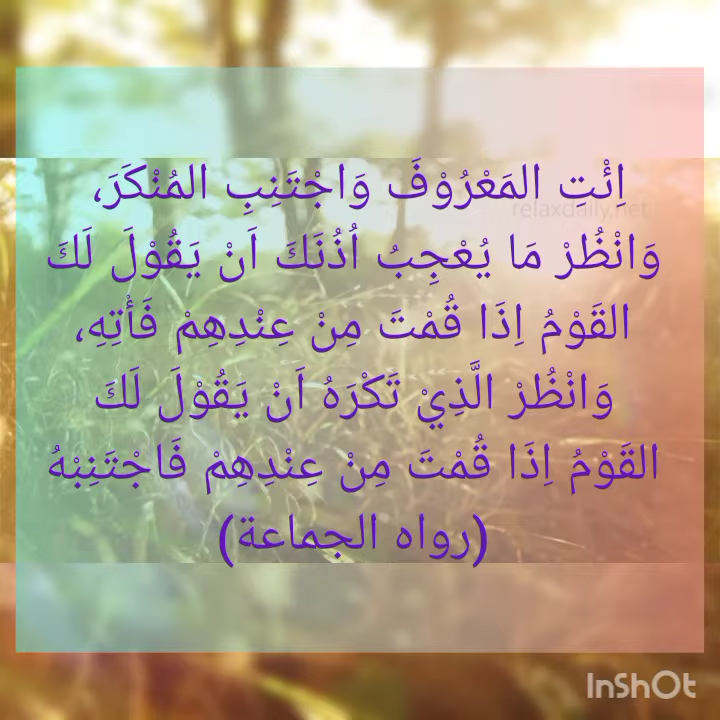 اِئْتِ المَعْرُوْفَ وَاجْتَنِبِ المُنْكَرَ،
relaxdaily.net
وَانْظُرْ مَا يُعْجِبُ اُذُنَكَ اَنْ يَقُوْلَ لَكَ
القَوْمُ اِذَا قُمْتَ مِنْ عِنْدِهِمْ فَأْتِهِ،
وَانْظُرْ الَّذِيْ تَكْرَهُ اَنْ يَقُوْلَ لَكَ
القَوْمُ اِذَا قُمْتَ مِنْ عِنْدِهِمْ فَاجْتَنِبْهُ
(رواه الجماعة)
InShOt